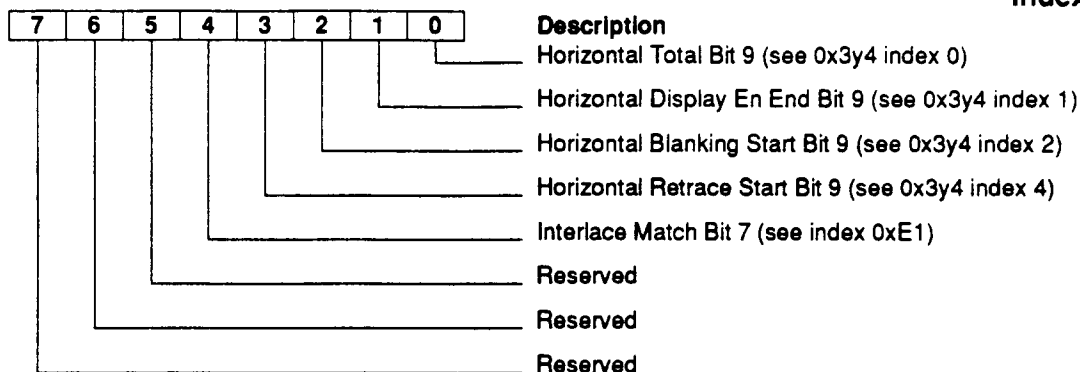 Index
7 6 5 4 3 2 1 0 Description
Horizontal Total Bit 9 (see 0x3y4 index 0)
Horizontal Display En End Bit 9 (see 0x3y4 index 1)
Horizontal Blanking Start Bit 9 (see 0x3y4 index 2)
Horizontal Retrace Start Bit 9 (see 0x3y4 index 4)
Interlace Match Bit 7 (see index 0xE1)
Reserved
Reserved
Reserved